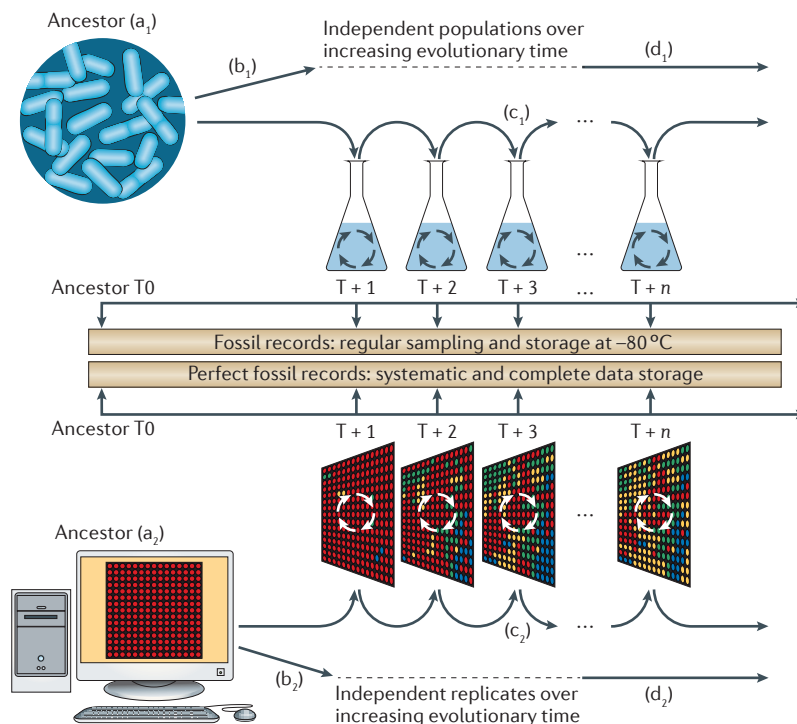 Ancestor (a₁)
Independent populations over
increasing evolutionary time
(b₁)
(d₁)
(c₁)
...
...
Ancestor T0
T + 1
T + 2
T + 3
...
T + n
Fossil records: regular sampling and storage at –80 °C
Perfect fossil records: systematic and complete data storage
Ancestor T0
T + 1
T + 2
T + 3
T + n
...
Ancestor (a₂)
(c₂)
...
(b₂)
Independent replicates over
increasing evolutionary time
(d₂)